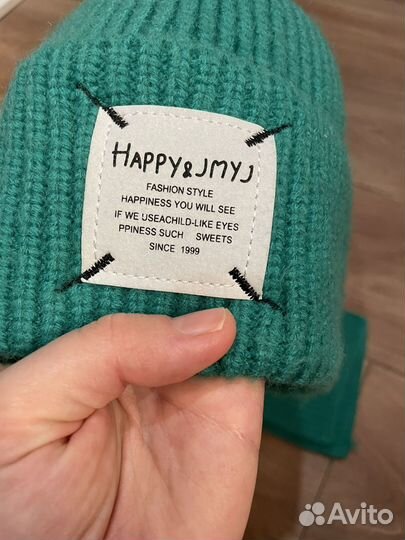 HAPPY&JMYJ
FASHION STYLE
HAPPINESS YOU WILL SEE
IF WE USEACHILD-LIKE EYES
PPINESS SUCH SWEETS
SINCE 1999
Avito